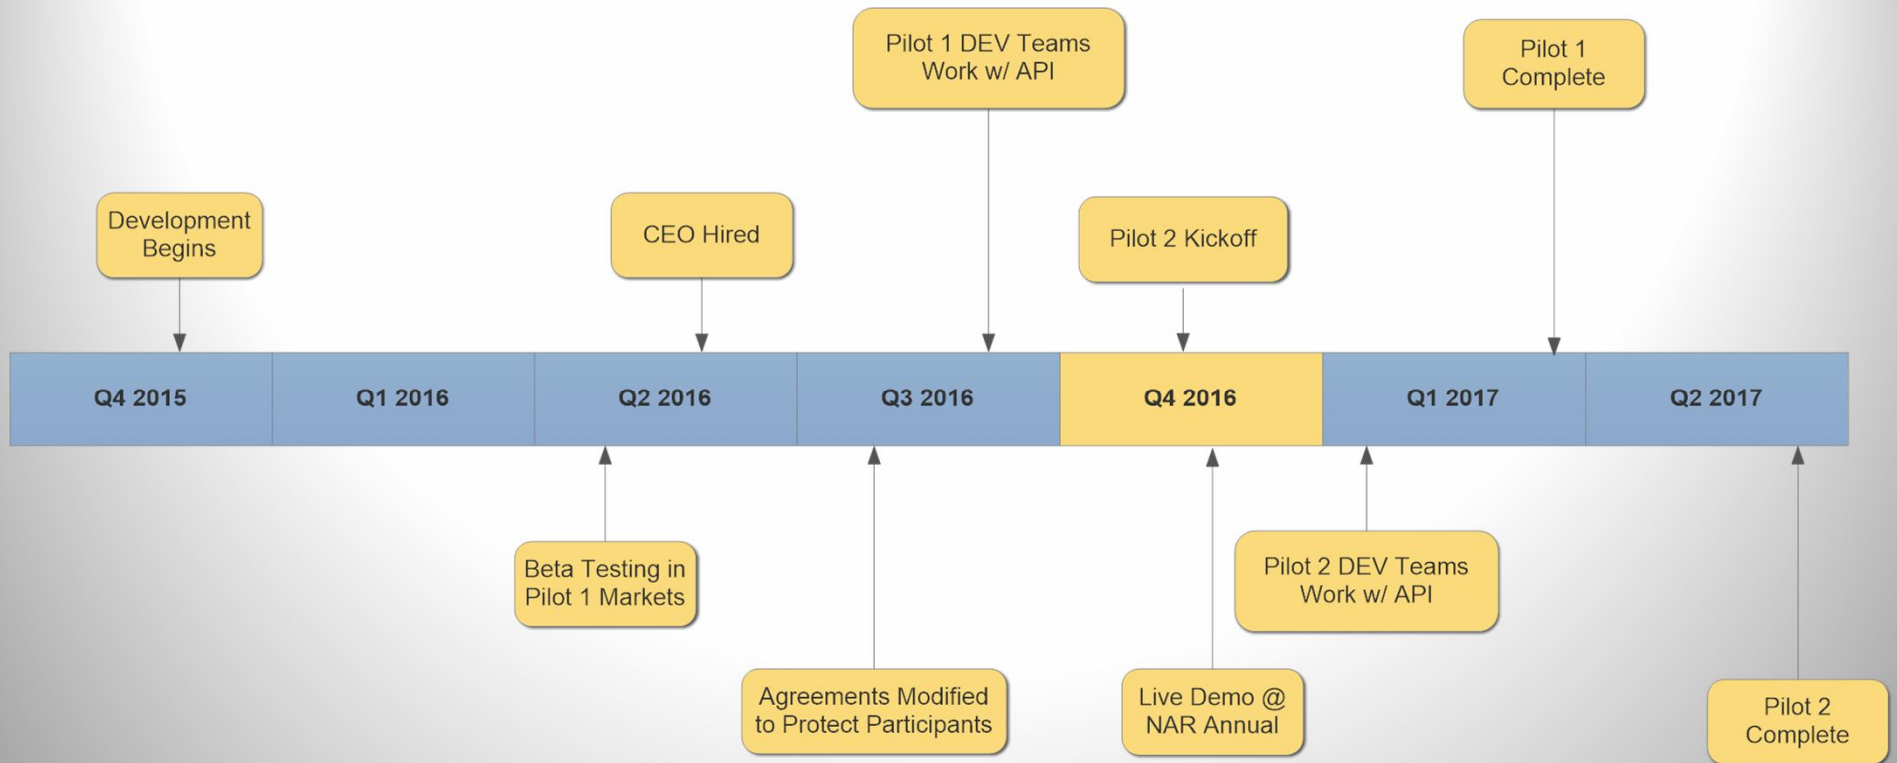 Pilot 1 DEV Teams
Work w/ API
Pilot 1
Complete
Development
Begins
CEO Hired
Pilot 2 Kickoff
Q4 2015
Q1 2016
Q2 2016
Q3 2016
Q4 2016
Q1 2017
Q2 2017
Beta Testing in
Pilot 1 Markets
Pilot 2 DEV Teams
Work w/ API
Agreements Modified
to Protect Participants
Live Demo @
NAR Annual
Pilot 2
Complete